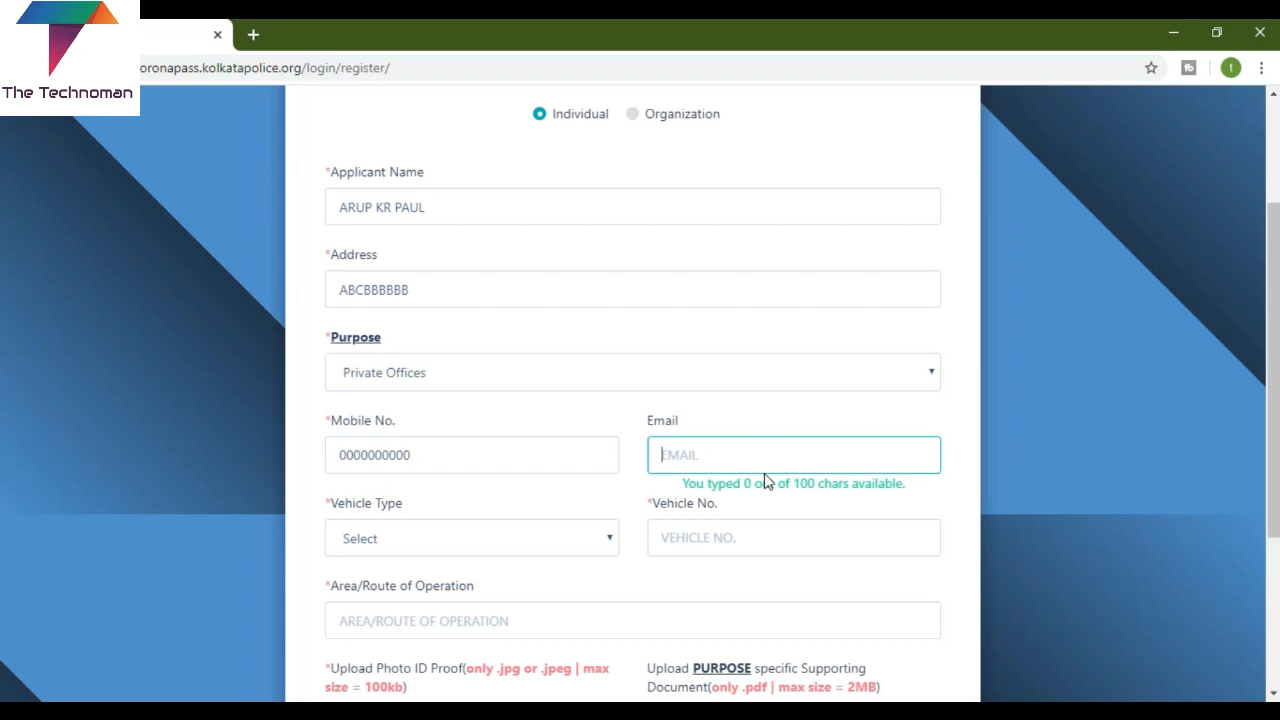 The Technoman
oronapass.kolkatapolice.org/login/register/
Individual
Organization
*Applicant Name
ARUP KR PAUL
*Address
ABCBBBBBB
*Purpose
Private Offices
*Mobile No.
Email
0000000000
EMAIL
You typed 0 out of 100 chars available.
*Vehicle Type
*Vehicle No.
Select
VEHICLE NO.
*Area/Route of Operation
AREA/ROUTE OF OPERATION
*Upload Photo ID Proof(only .jpg or .jpeg | max
size = 100kb)
Upload PURPOSE specific Supporting
Document(only .pdf | max size = 2MB)